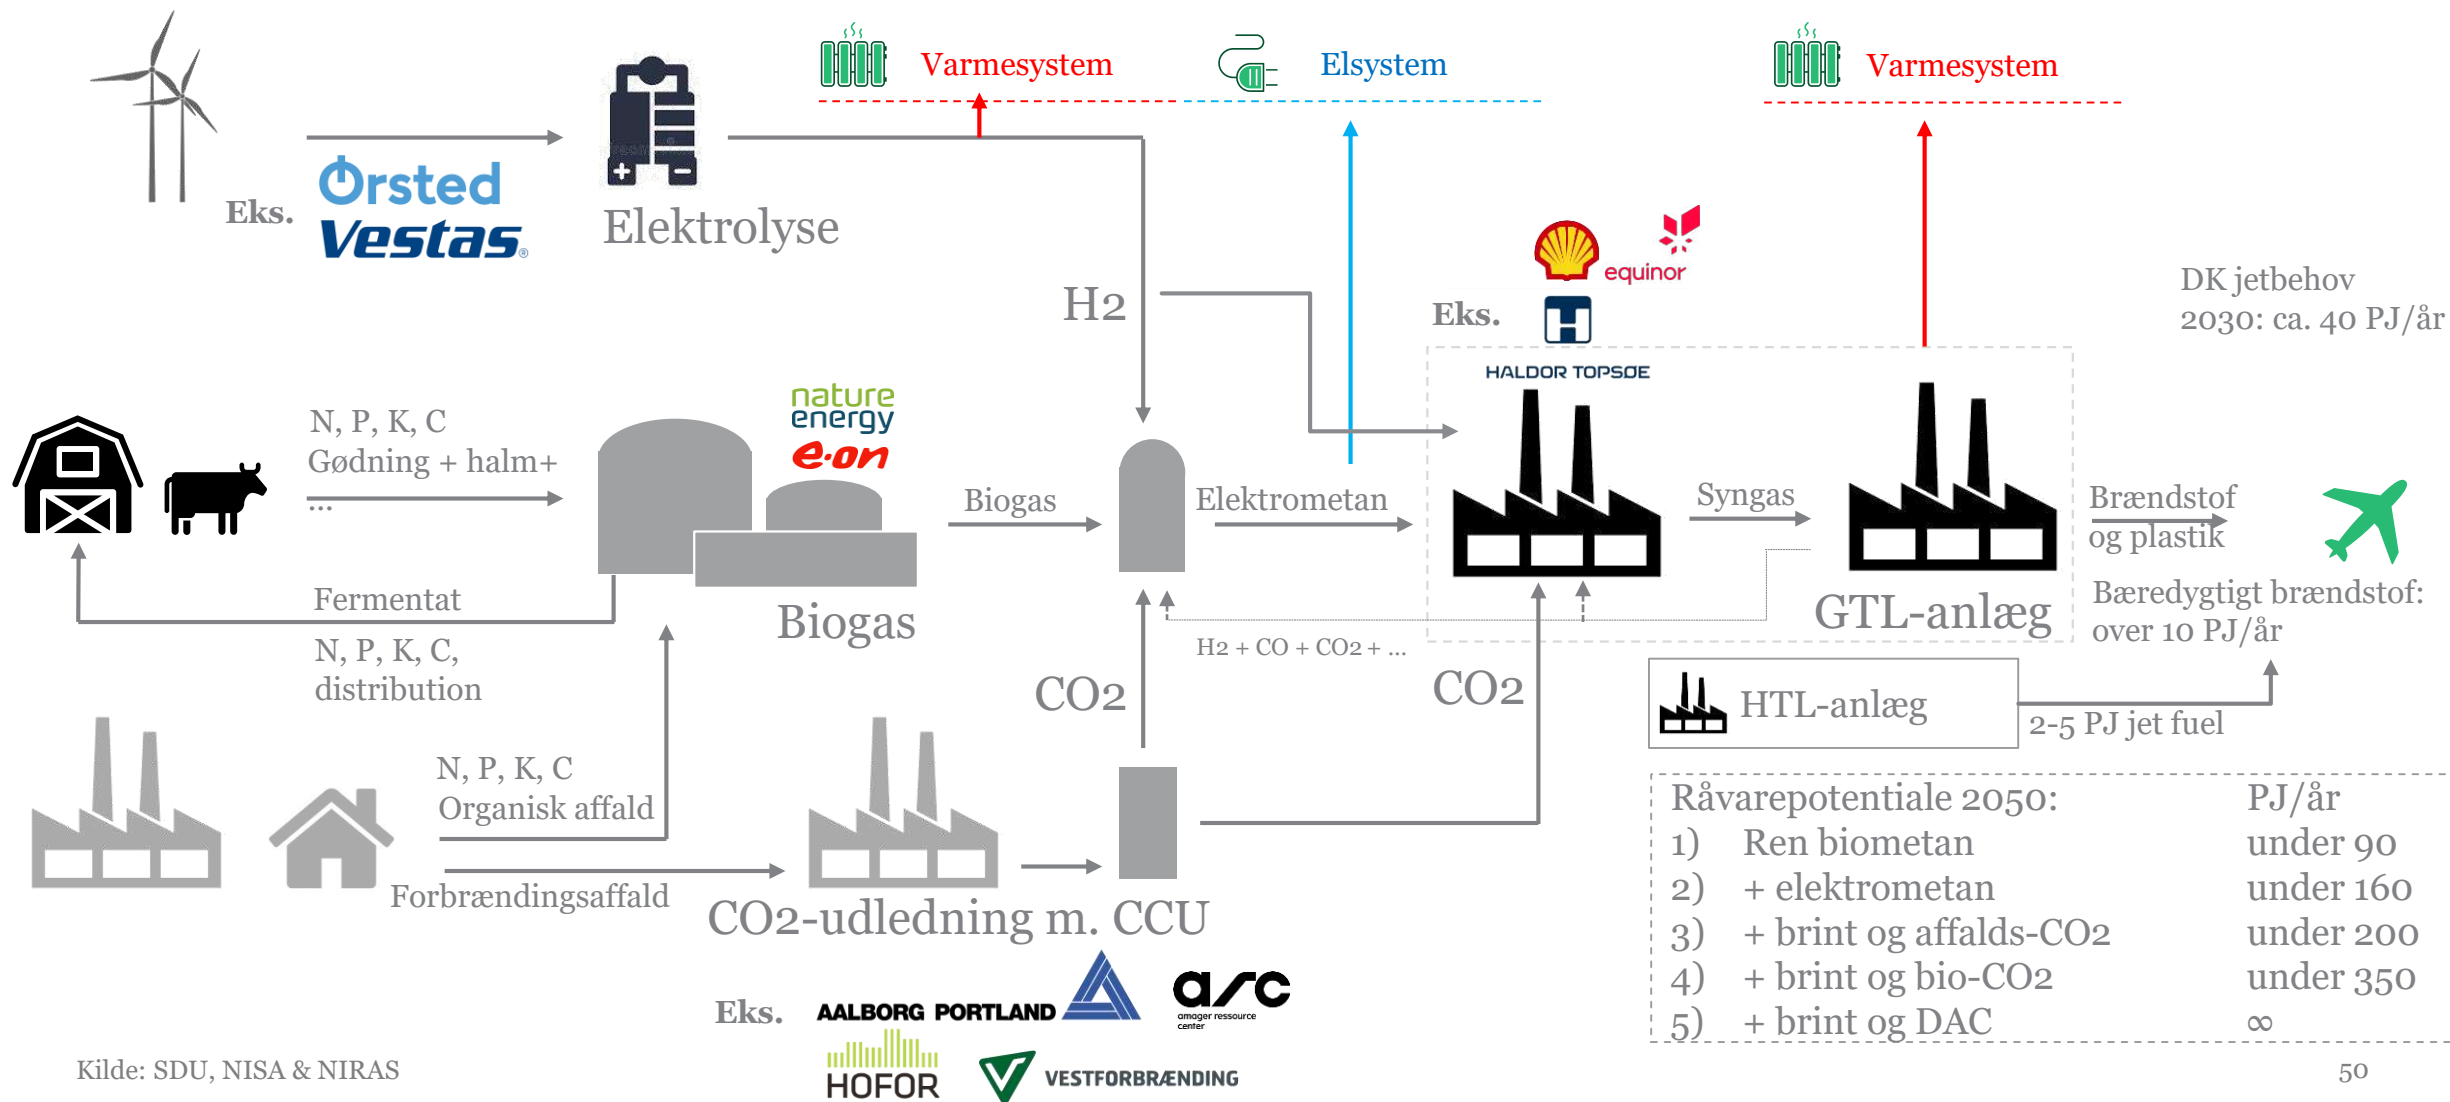 Varmesystem
Elsystem
Varmesystem
Eks.
Ørsted
Vestas®
Elektrolyse
H2
equinor
Eks.
HALDOR TOPSØE
DK jetbehov
2030: ca. 40 PJ/år
N, P, K, C
Gødning + halm+
...
nature
energy
e·on
Biogas
Elektrometan
Syngas
Brændstof
og plastik
Fermentat
N, P, K, C,
distribution
Biogas
H2 + CO + CO2 + ...
GTL-anlæg
Bæredygtigt brændstof:
over 10 PJ/år
CO2
CO2
HTL-anlæg
2-5 PJ jet fuel
N, P, K, C
Organisk affald
Forbrændingsaffald
CO2-udledning m. CCU
Råvarepotentiale 2050: PJ/år
1) Ren biometan under 90
2) + elektrometan under 160
3) + brint og affalds-CO2 under 200
4) + brint og bio-CO2 under 350
5) + brint og DAC ∞
Eks.
AALBORG PORTLAND
arc
amager ressource
center
HOFOR
VESTFORBRÆNDING
Kilde: SDU, NISA & NIRAS
50